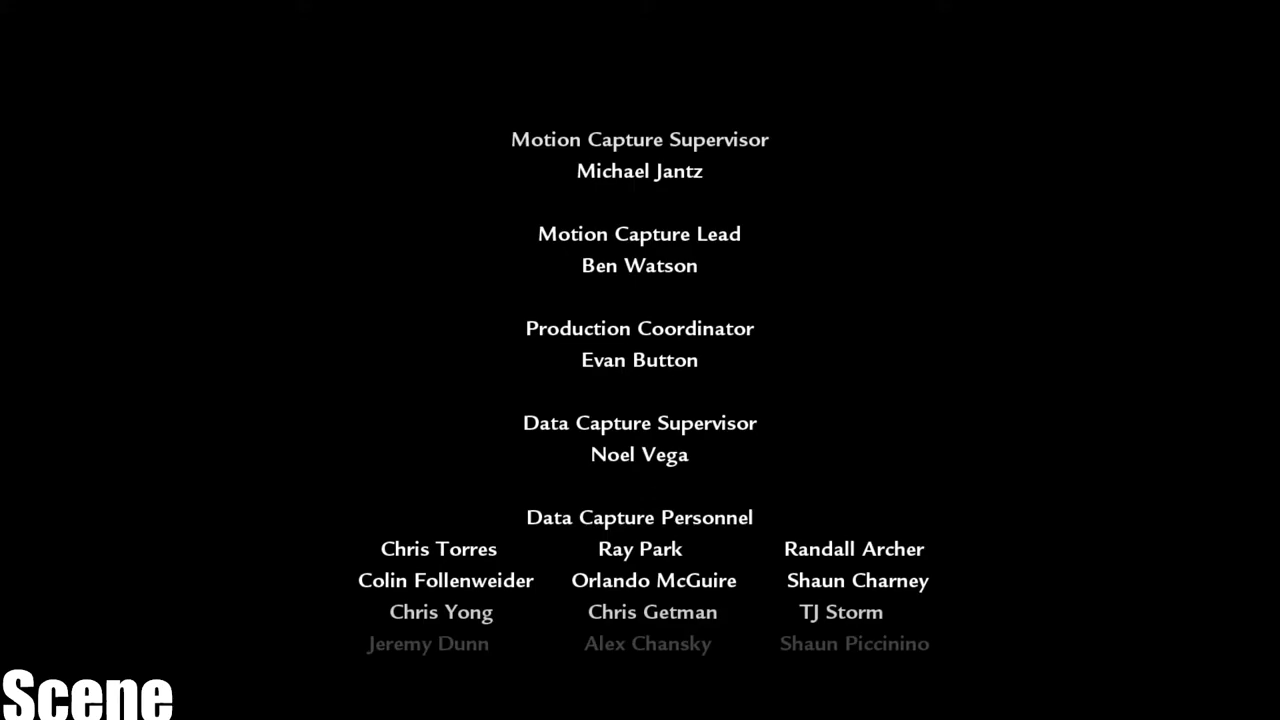 Motion Capture Supervisor
Michael Jantz
Motion Capture Lead
Ben Watson
Production Coordinator
Evan Button
Data Capture Supervisor
Noel Vega
Data Capture Personnel
Chris Torres Ray Park Randall Archer
Colin Follenweider Orlando McGuire Shaun Charney
Chris Yong Chris Getman TJ Storm
Jeremy Dunn Alex Chansky Shaun Piccinino
Scene